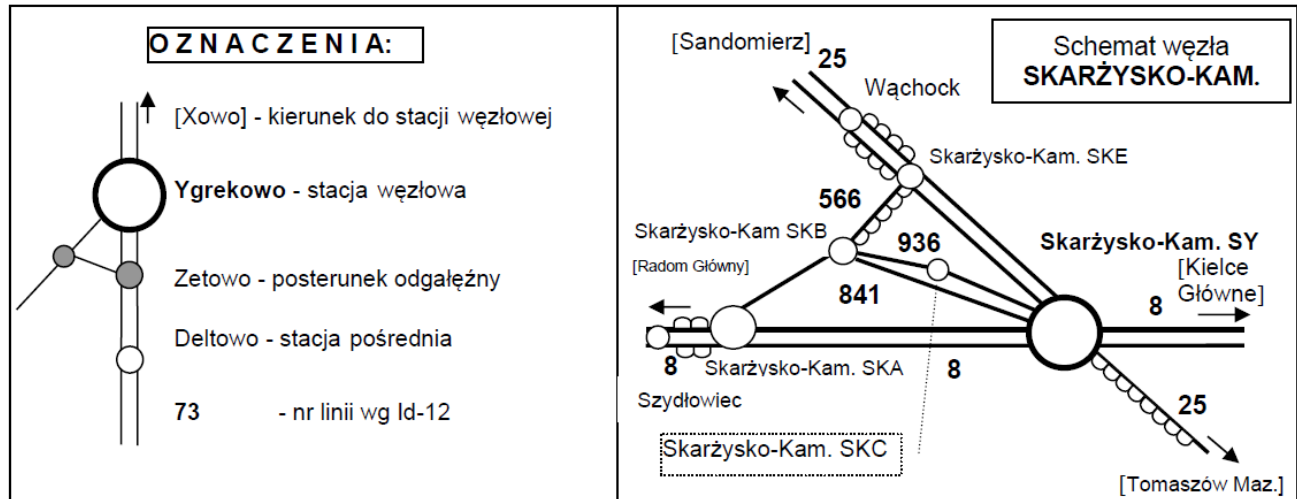 OZNACZENIA:
[Xowo] - kierunek do stacji węzłowej
Ygrekowo - stacja węzłowa
Zetowo - posterunek odgałęźny
Deltowo - stacja pośrednia
73 - nr linii wg Id-12
Schemat węzła
SKARŻYSKO-KAM.
[Sandomierz]
25
Wąchock
Skarżysko-Kam. SKE
566
Skarżysko-Kam SKB
936
Skarżysko-Kam. SY
[Radom Główny]
[Kielce
Główne]
841
8
8
Skarżysko-Kam. SKA
8
Szydłowiec
25
Skarżysko-Kam. SKC
[Tomaszów Maz.]